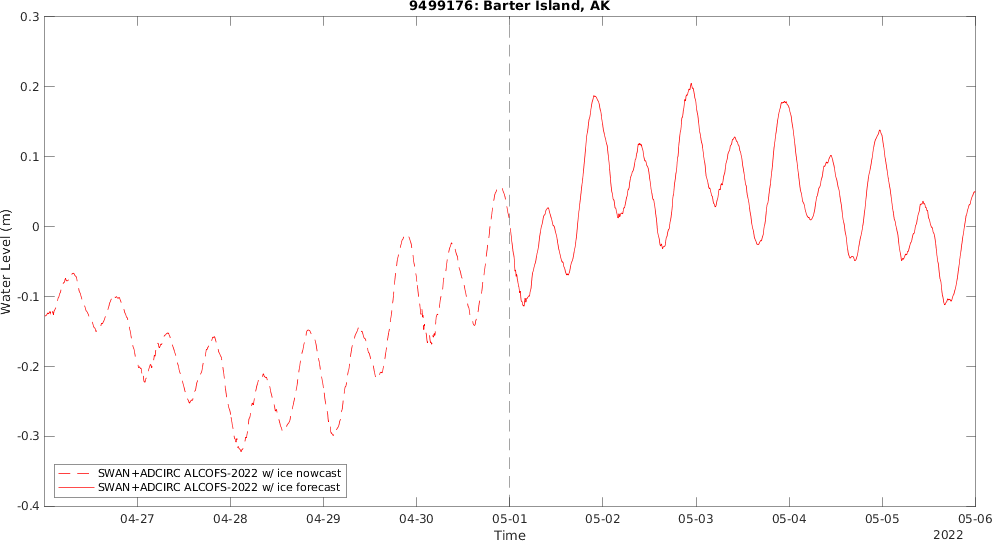 9499176: Barter Island, AK
0.3
0.2
0.1
0
-0.1
-0.2
-0.3
-0.4
Water Level (m)
SWAN+ADCIRC ALCOFS-2022 w/ ice nowcast
SWAN+ADCIRC ALCOFS-2022 w/ ice forecast
04-27 04-28 04-29 04-30 05-01 05-02 05-03 05-04 05-05 05-06
Time
2022